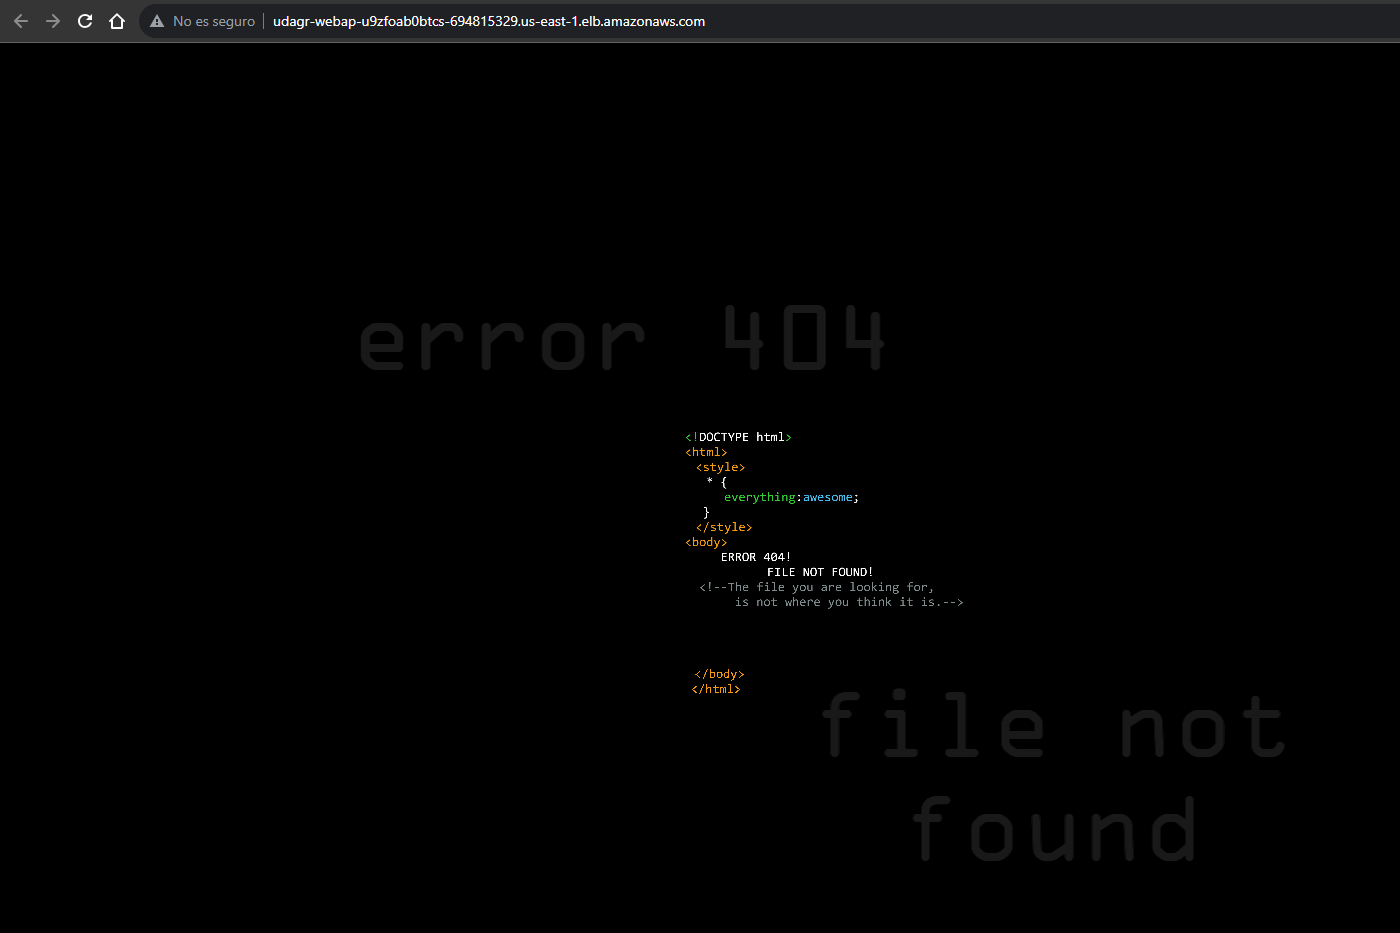 No es seguro
udagr-webap-u9zfoab0btcs-694815329.us-east-1.elb.amazonaws.com
error 404
<!DOCTYPE html>
<html>
<style>
* {
everything:awesome;
}
</style>
<body>
ERROR 404!
FILE NOT FOUND!
<!--The file you are looking for,
is not where you think it is.-->
</body>
</html>
file not
found